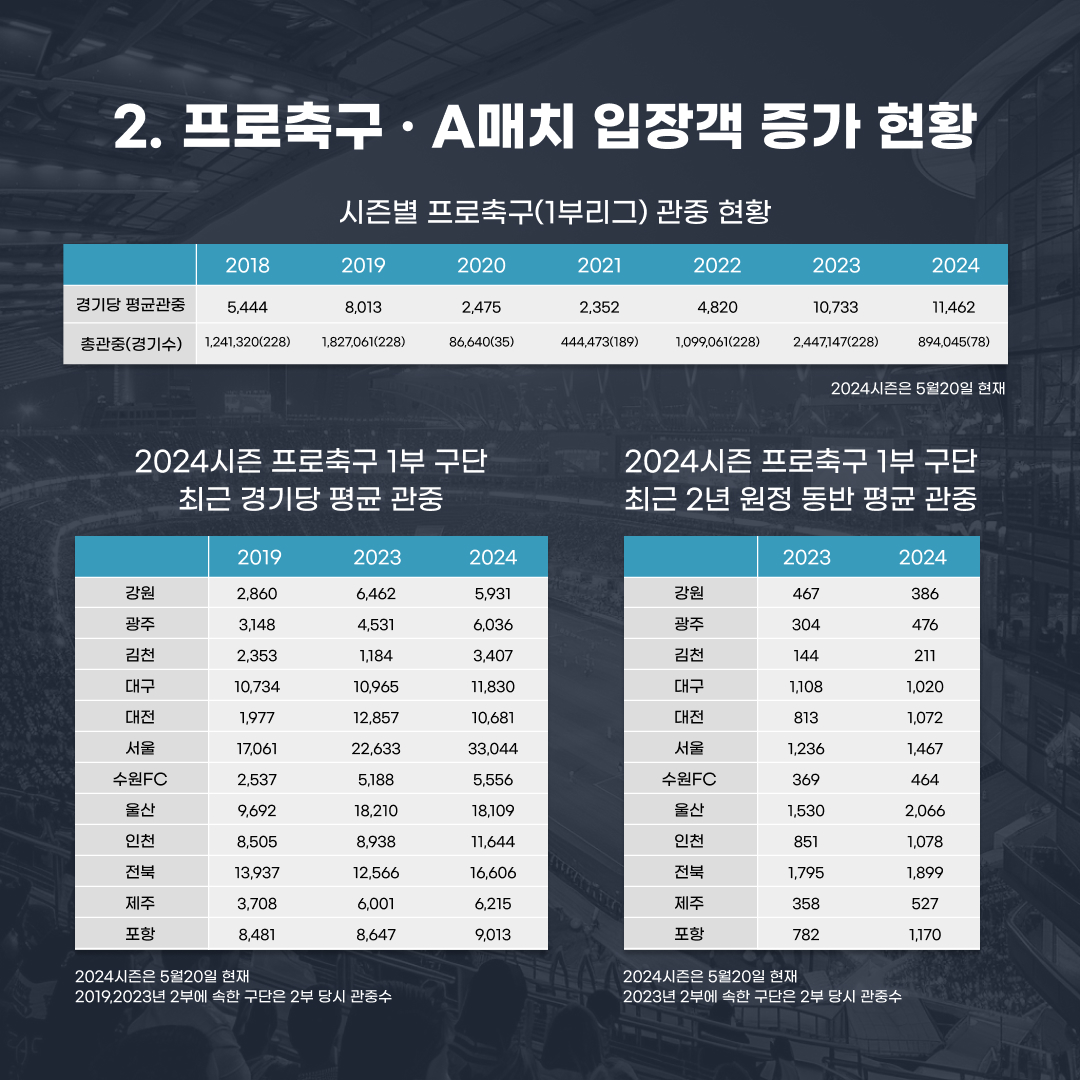 2. 프로축구 · A매치 입장객 증가 현황
시즌별 프로축구(1부리그) 관중 현황
2018 2019 2020 2021 2022 2023 2024
경기당 평균관중 5,444 8,013 2,475 2,352 4,820 10,733 11,462
총관중(경기수) 1,241,320(228) 1,827,061(228) 86,640(35) 444,473(189) 1,099,061(228) 2,447,147(228) 894,045(78)
2024시즌은 5월20일 현재
2024시즌 프로축구 1부 구단
최근 경기당 평균 관중
2019 2023 2024
강원 2,860 6,462 5,931
광주 3,148 4,531 6,036
김천 2,353 1,184 3,407
대구 10,734 10,965 11,830
대전 1,977 12,857 10,681
서울 17,061 22,633 33,044
수원FC 2,537 5,188 5,556
울산 9,692 18,210 18,109
인천 8,505 8,938 11,644
전북 13,937 12,566 16,606
제주 3,708 6,001 6,215
포항 8,481 8,647 9,013
2024시즌은 5월20일 현재
2019,2023년 2부에 속한 구단은 2부 당시 관중수
2024시즌 프로축구 1부 구단
최근 2년 원정 동반 평균 관중
2023 2024
강원 467 386
광주 304 476
김천 144 211
대구 1,108 1,020
대전 813 1,072
서울 1,236 1,467
수원FC 369 464
울산 1,530 2,066
인천 851 1,078
전북 1,795 1,899
제주 358 527
포항 782 1,170
2024시즌은 5월20일 현재
2023년 2부에 속한 구단은 2부 당시 관중수